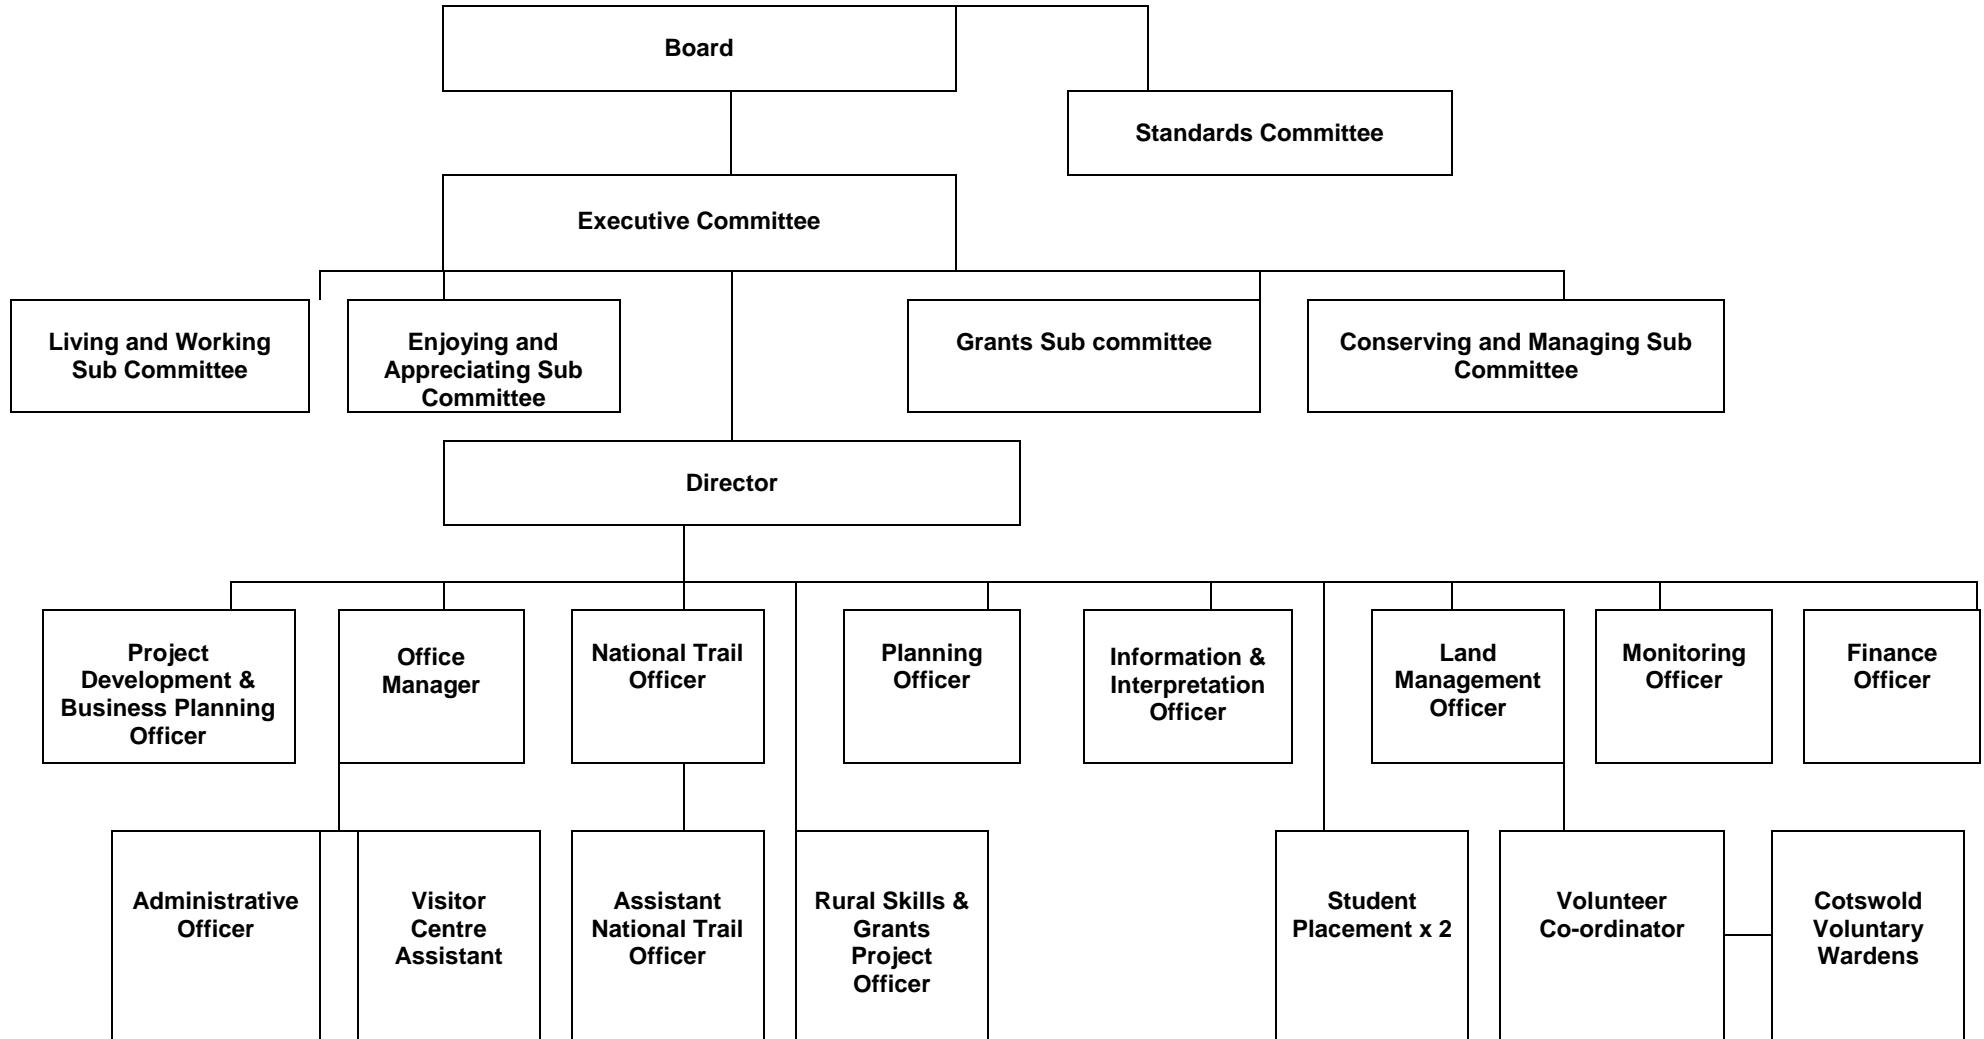 Board
Standards Committee
Executive Committee
Living and Working
Sub Committee
Enjoying and
Appreciating Sub
Committee
Grants Sub committee
Conserving and Managing Sub
Committee
Director
Project
Development &
Business Planning
Officer
Office
Manager
National Trail
Officer
Planning
Officer
Information &
Interpretation
Officer
Land
Management
Officer
Monitoring
Officer
Finance
Officer
Administrative
Officer
Visitor
Centre
Assistant
Assistant
National Trail
Officer
Rural Skills &
Grants
Project
Officer
Student
Placement x 2
Volunteer
Co-ordinator
Cotswold
Voluntary
Wardens